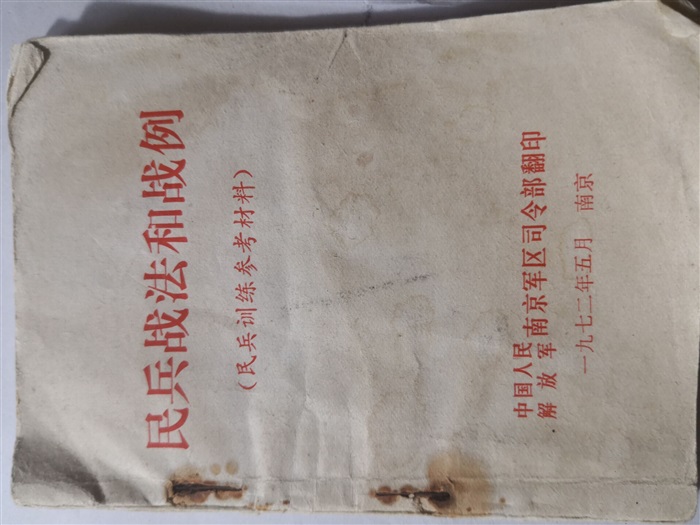 民兵战法和战例
（民兵训练参考材料）
中国人民
解放军
南京军区司令部翻印
一九七二年五月 南京